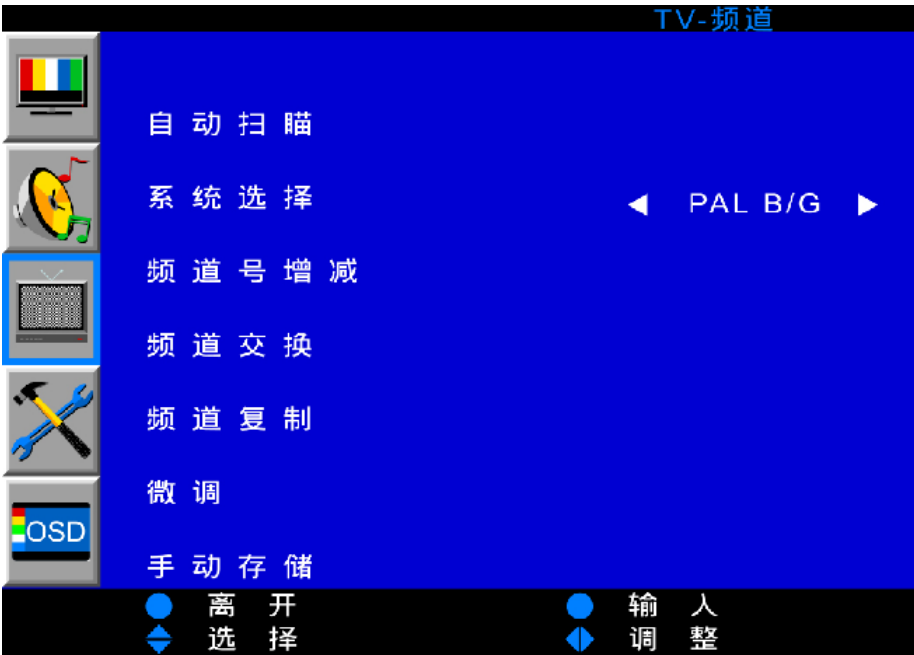 TV-频道
自动扫瞄
系统选择
PAL B/G
频道号增减
频道交换
频道复制
微调
OSD
手动存储
离开
输入
选择
调整